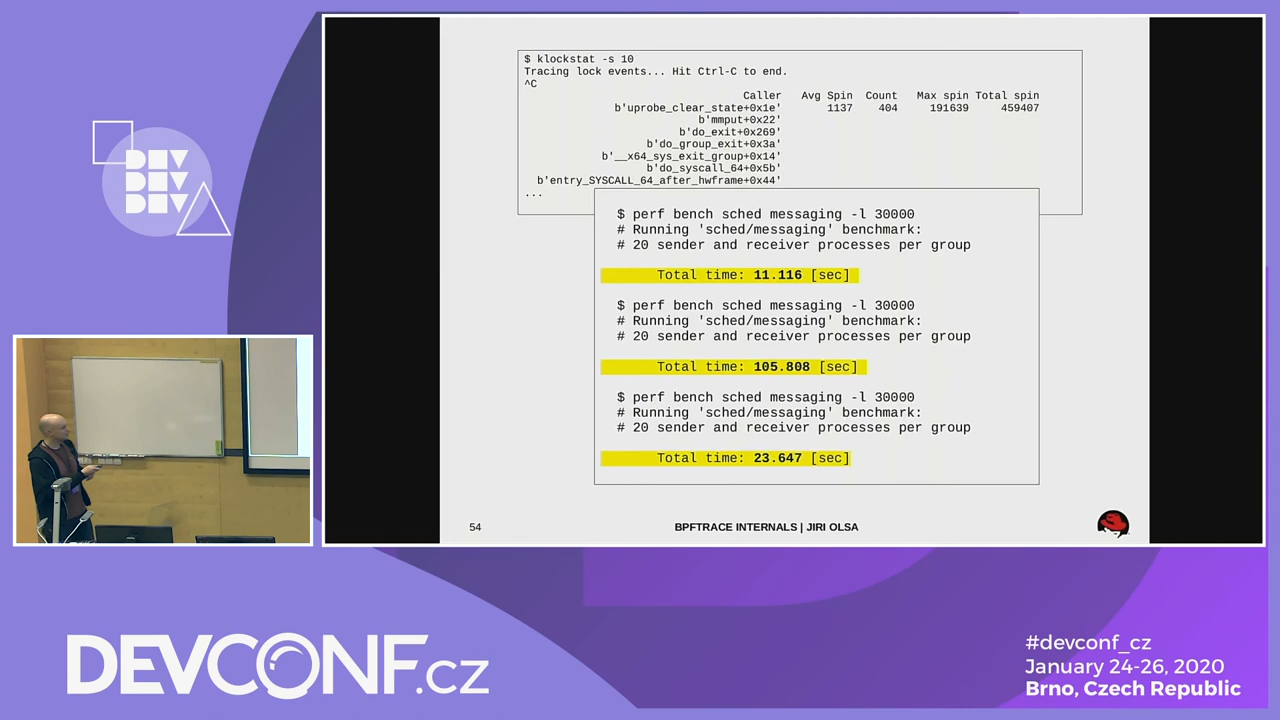 DEV
DEV
DEV
$ klockstat -s 10
Tracing lock events... Hit Ctrl-C to end.
^C
Caller Avg Spin Count Max spin Total spin
b'uprobe_clear_state+0x1e' 1137 404 191639 459407
b'mmput+0x22'
b'do_exit+0x269'
b'do_group_exit+0x3a'
b'__x64_sys_exit_group+0x14'
b'do_syscall_64+0x5b'
b'entry_SYSCALL_64_after_hwframe+0x44'
...
$ perf bench sched messaging -l 30000
# Running 'sched/messaging' benchmark:
# 20 sender and receiver processes per group
Total time: 11.116 [sec]
$ perf bench sched messaging -l 30000
# Running 'sched/messaging' benchmark:
# 20 sender and receiver processes per group
Total time: 105.808 [sec]
$ perf bench sched messaging -l 30000
# Running 'sched/messaging' benchmark:
# 20 sender and receiver processes per group
Total time: 23.647 [sec]
54
BPFTRACE INTERNALS | JIRI OLSA
DEVCONF.cz
#devconf_cz
January 24-26, 2020
Brno, Czech Republic